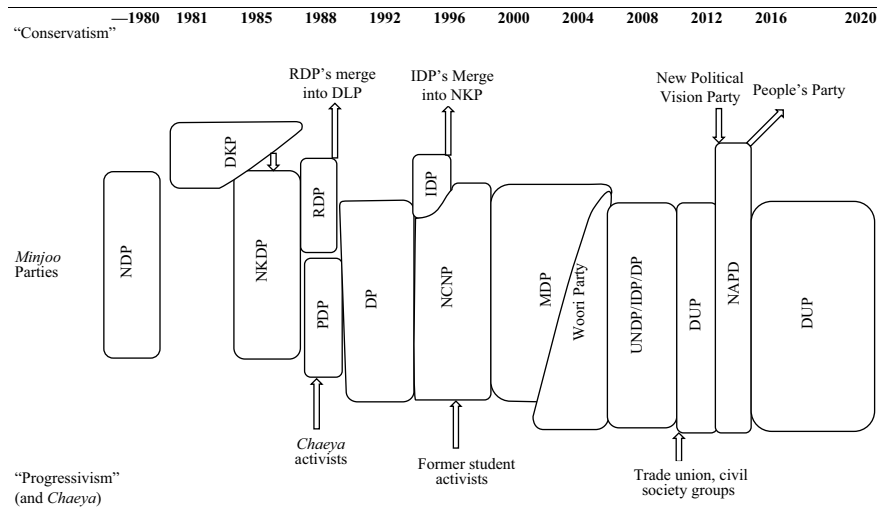 —1980 1981 1985 1988 1992 1996 2000 2004 2008 2012 2016 2020
“Conservatism”
RDP’s merge
into DLP
IDP’s Merge
into NKP
New Political
Vision Party
People’s Party
Minjoo
Parties
NDP
DKP
NKDP
RDP
PDP
DP
IDP
NCNP
MDP
Woori Party
UNDP/IDP/DP
DUP
NAPD
DUP
Chaeya
activists
Former student
activists
Trade union, civil
society groups
“Progressivism”
(and Chaeya)